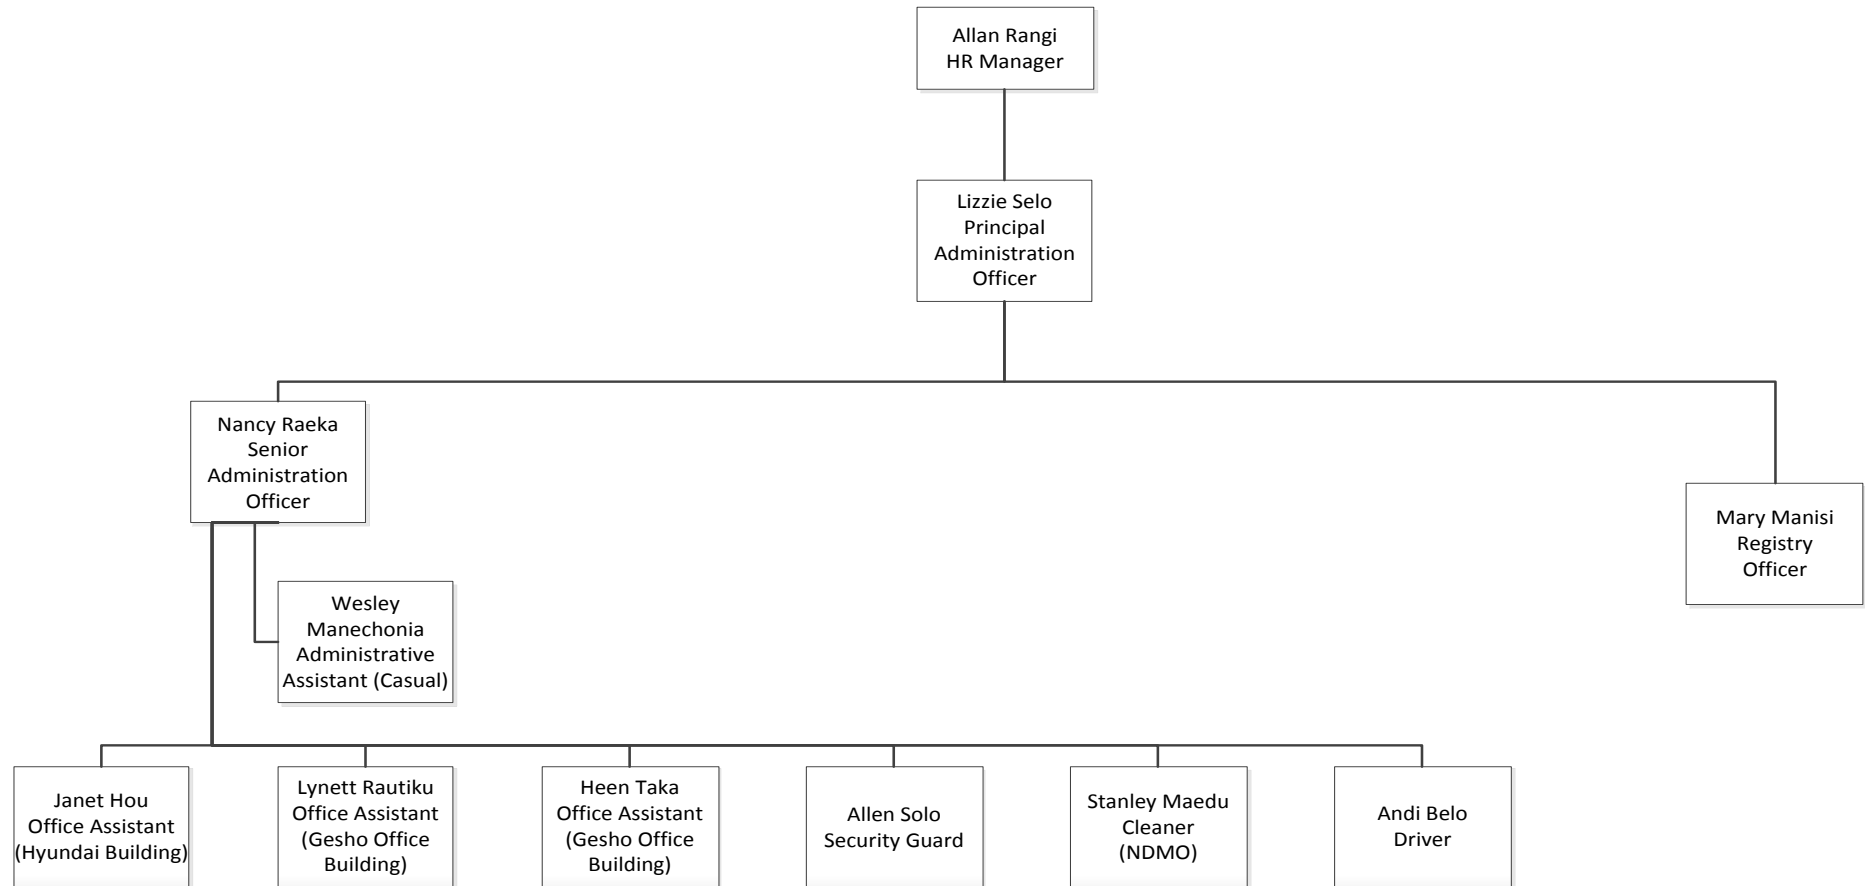 Allan Rangi
HR Manager
Lizzie Selo
Principal
Administration
Officer
Nancy Raeka
Senior
Administration
Officer
Mary Manisi
Registry
Officer
Wesley
Manechonia
Administrative
Assistant (Casual)
Janet Hou
Office Assistant
(Hyundai Building)
Lynett Rautiku
Office Assistant
(Gesho Office
Building)
Heen Taka
Office Assistant
(Gesho Office
Building)
Allen Solo
Security Guard
Stanley Maedu
Cleaner
(NDMO)
Andi Belo
Driver